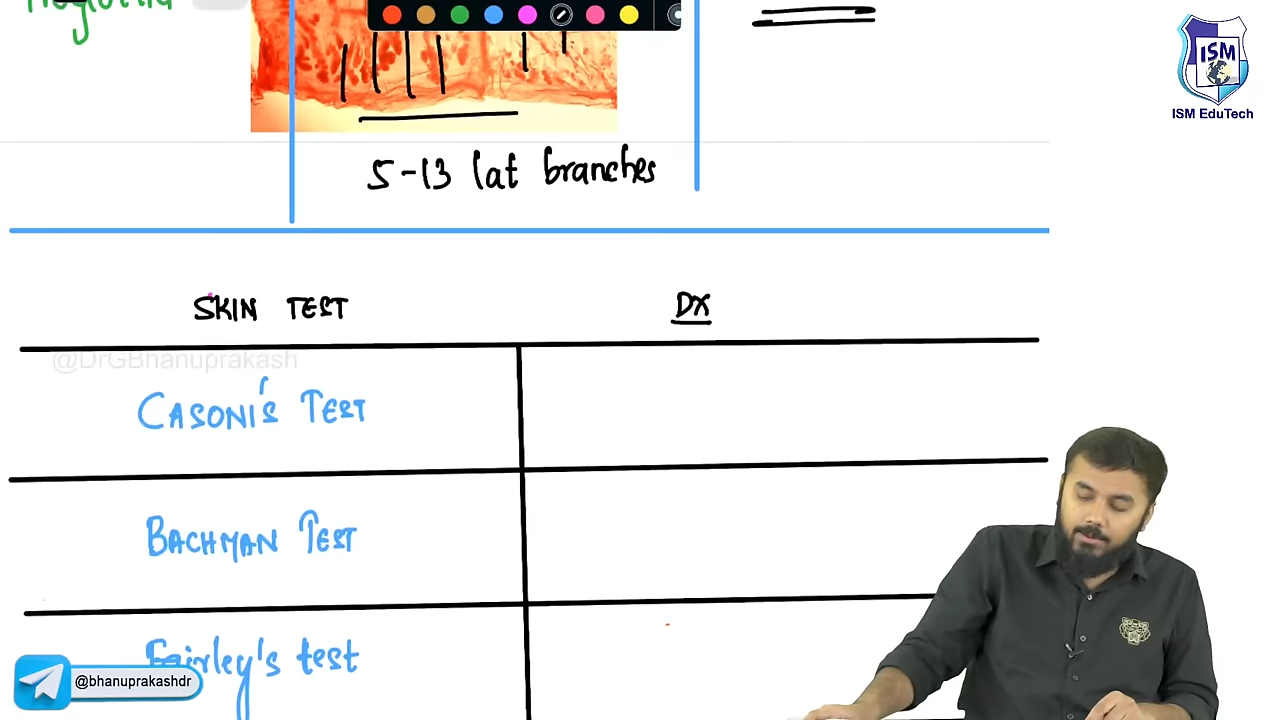 ISM
ISM EduTech
5-13 lat branches
SKIN TEST
DX
@DrGBhanuprakash
CASONI'S TEST
BACHMAN TEST
Fairley's test
@bhanuprakashdr